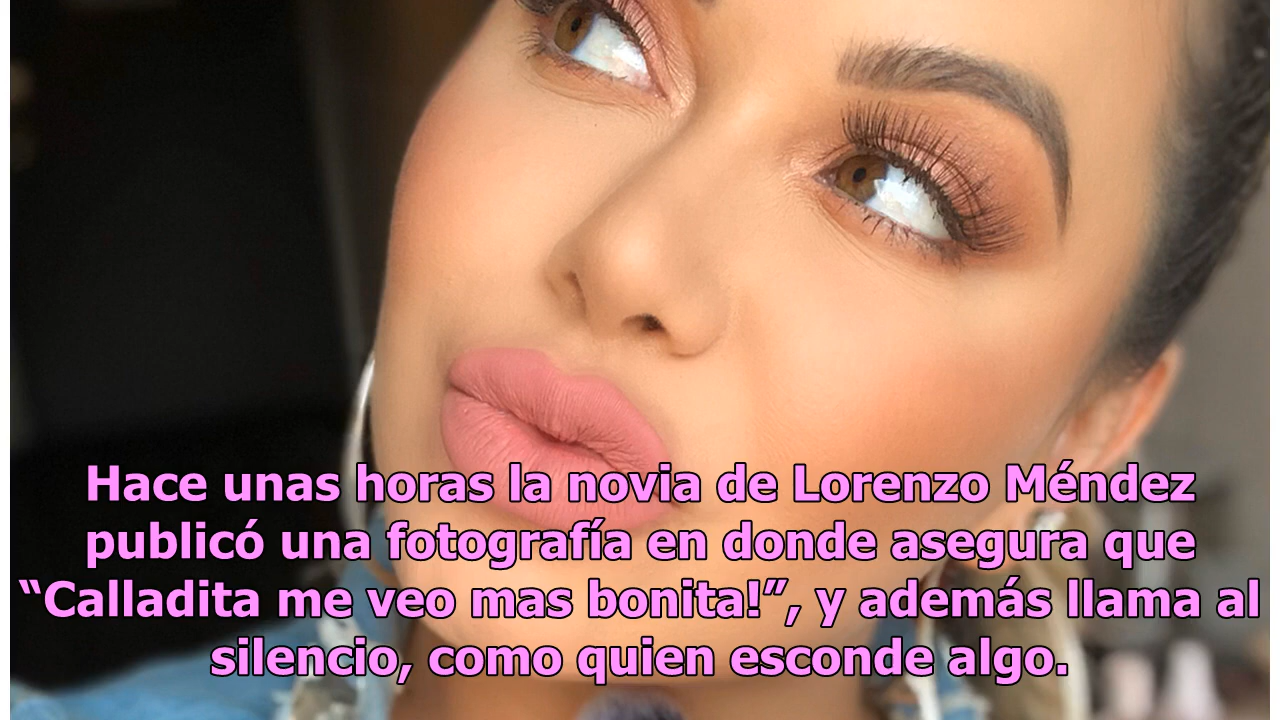 Hace unas horas la novia de Lorenzo Méndez
publicó una fotografía en donde asegura que
“Calladita me veo mas bonita!”, y además llama al
silencio, como quien esconde algo.